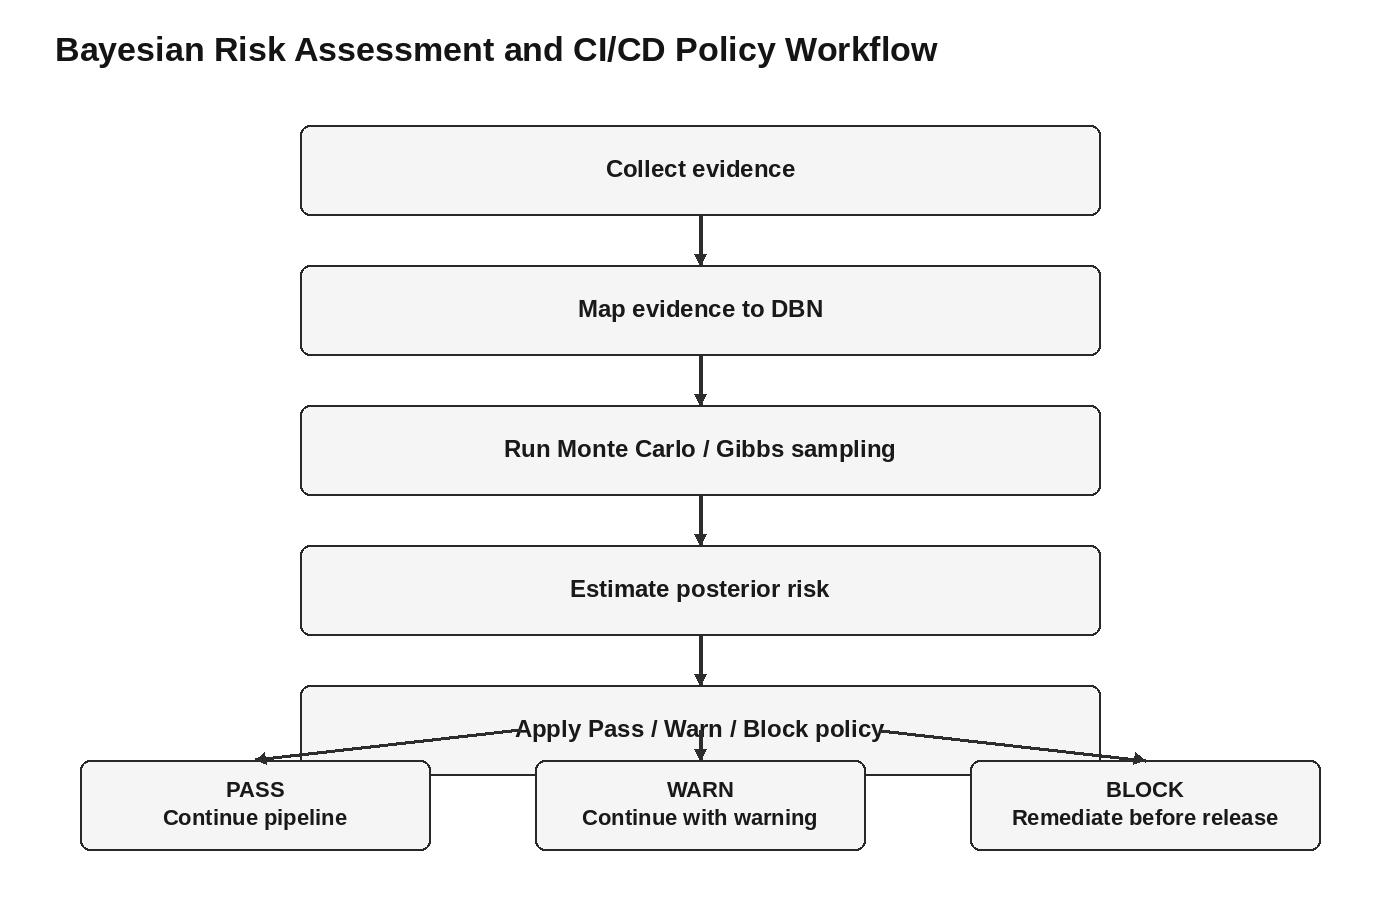 Bayesian Risk Assessment and CI/CD Policy Workflow
Collect evidence
Map evidence to DBN
Run Monte Carlo / Gibbs sampling
Estimate posterior risk
Apply Pass / Warn / Block policy
PASS
Continue pipeline
WARN
Continue with warning
BLOCK
Remediate before release